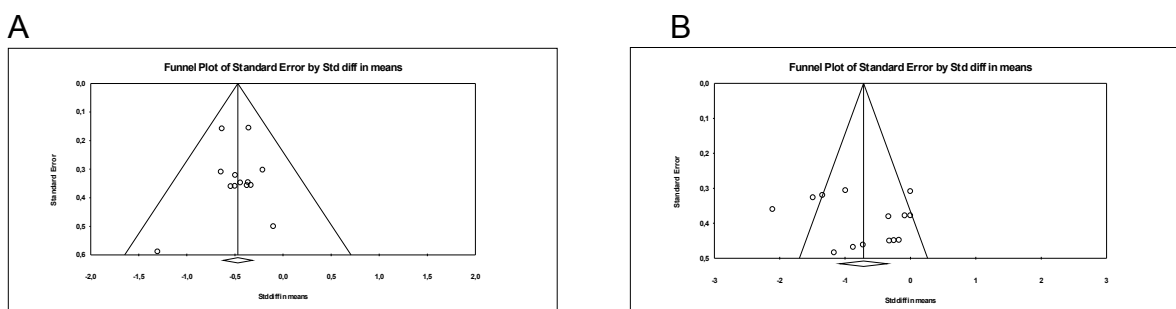 A
Funnel Plot of Standard Error by Std diff in means
0,0
0,1
0,2
0,3
0,4
0,5
0,6
Standard Error
-2,0 -1,5 -1,0 -0,5 0,0 0,5 1,0 1,5 2,0
Std diff in means
B
Funnel Plot of Standard Error by Std diff in means
0,0
0,1
0,2
0,3
0,4
0,5
Standard Error
-3 -2 -1 0 1 2 3
Std diff in means